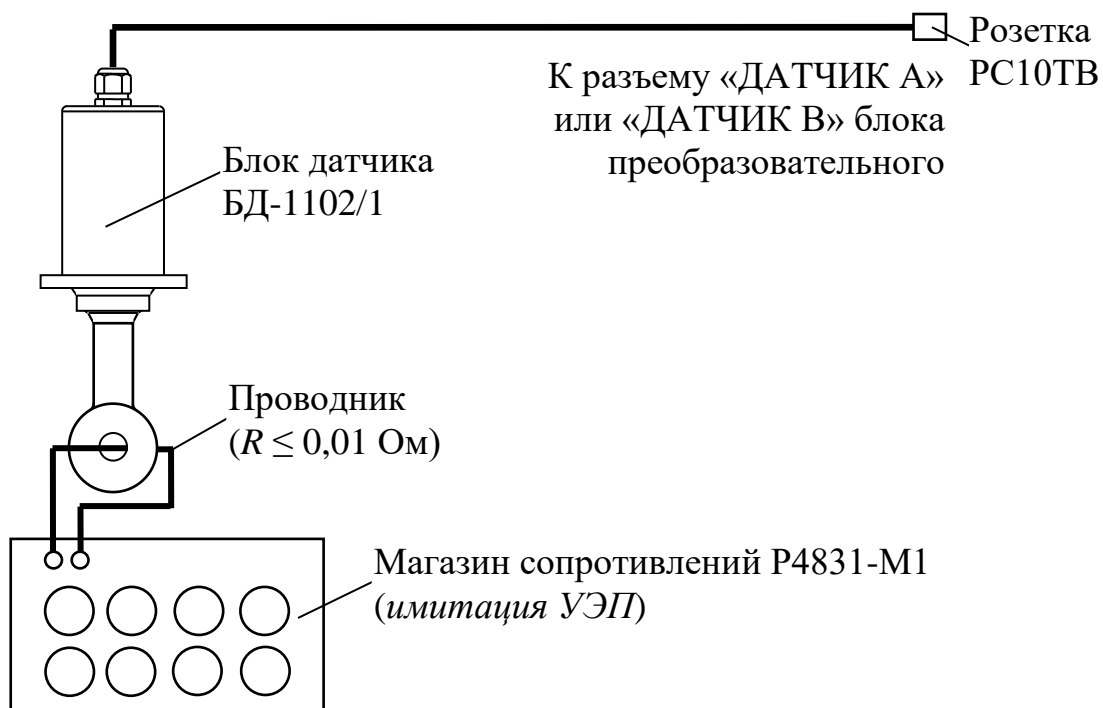 Розетка
РС10ТВ
К разъему «ДАТЧИК А»
или «ДАТЧИК В» блока
преобразовательного
Блок датчика
БД-1102/1
Проводник
(R ≤ 0,01 Ом)
Магазин сопротивлений Р4831-М1
(имитация УЭП)